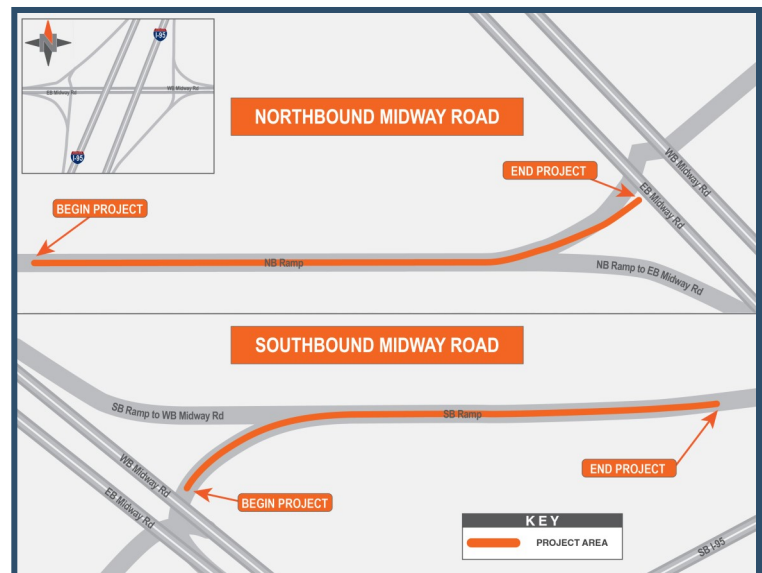 N
I-95
EB Midway Rd
WB Midway Rd
I-95
NORTHBOUND MIDWAY ROAD
WB Midway Rd
END PROJECT
EB Midway Rd
BEGIN PROJECT
NB Ramp
NB Ramp to EB Midway Rd
SOUTHBOUND MIDWAY ROAD
SB Ramp to WB Midway Rd
SB Ramp
WB Midway Rd
END PROJECT
EB Midway Rd
BEGIN PROJECT
KEY
PROJECT AREA
SB I-95